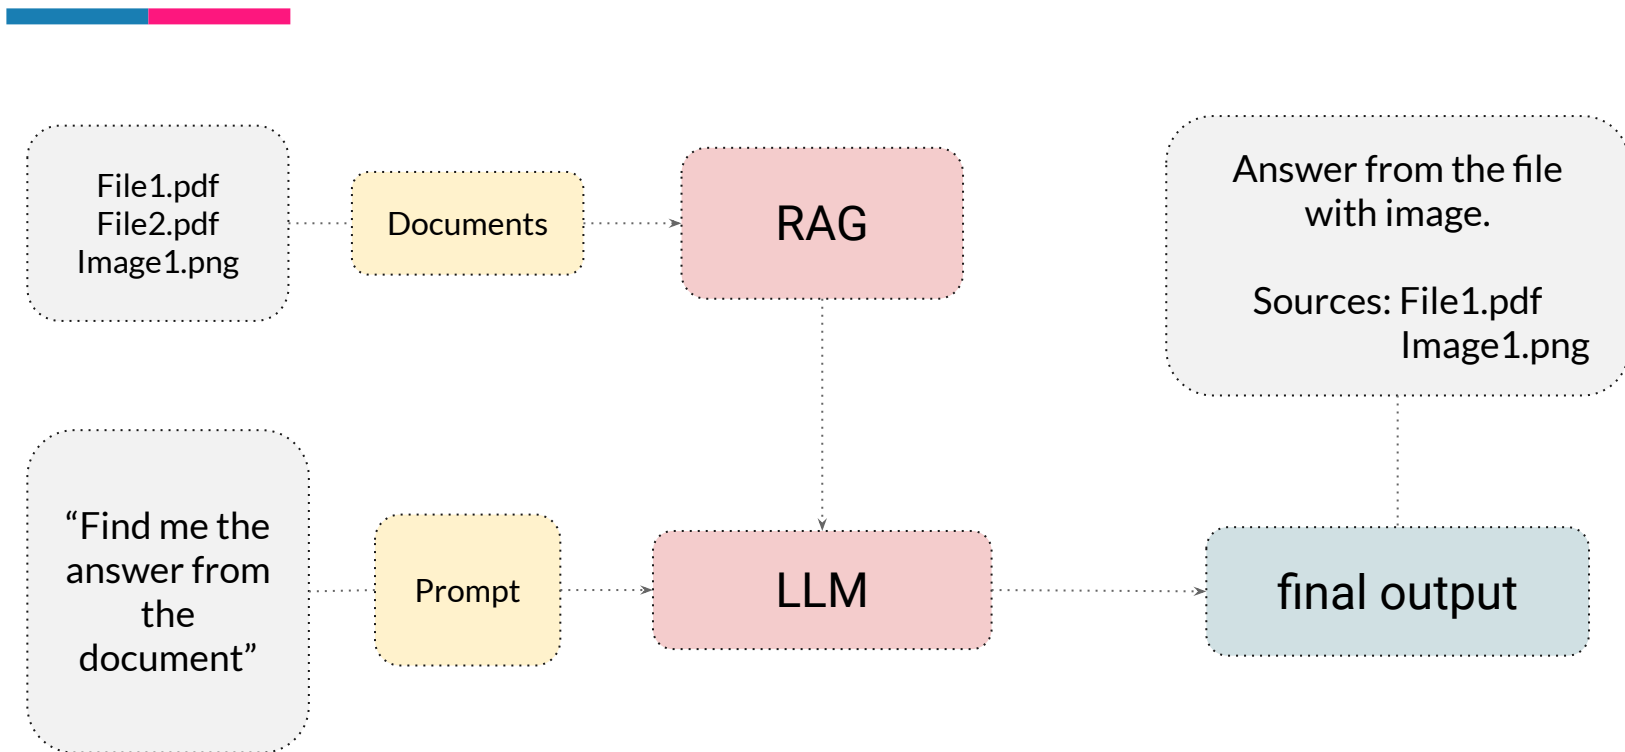 File1.pdf
File2.pdf
Image1.png
Documents
RAG
Answer from the file
with image.
Sources: File1.pdf
Image1.png
“Find me the
answer from
the
document”
Prompt
LLM
final output